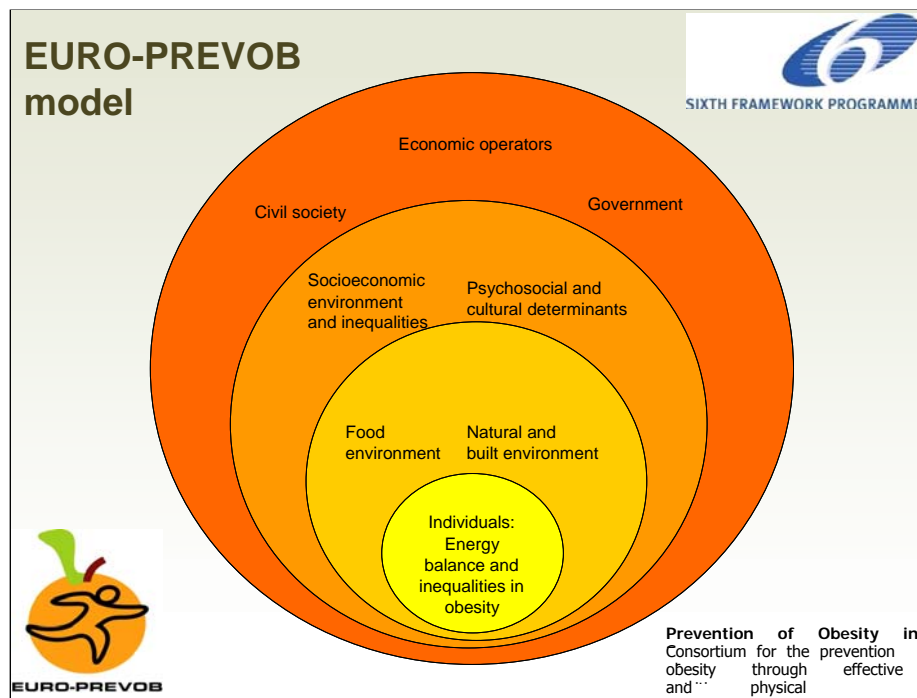 EURO-PREVOB
model
SIXTH FRAMEWORK PROGRAMME
Economic operators
Civil society
Government
Socioeconomic
environment
and inequalities
Psychosocial and
cultural determinants
Food
environment
Natural and
built environment
Individuals:
Energy
balance and
inequalities in
obesity
EURO-PREVOB
Prevention of Obesity in
Consortium for the prevention
obesity through effective
and physical